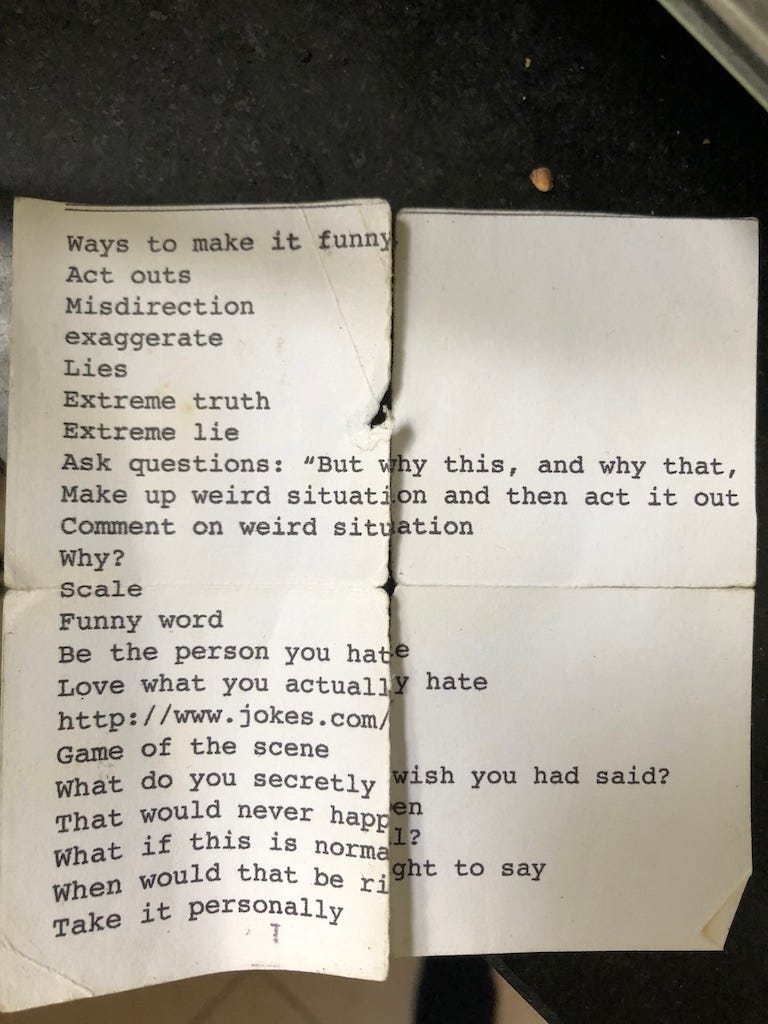 Ways to make it funny
Act outs
Misdirection
exaggerate
Lies
Extreme truth
Extreme lie
Ask questions: “But why this, and why that,
Make up weird situation and then act it out
Comment on weird situation
Why?
Scale
Funny word
Be the person you hate
Love what you actually hate
http://www.jokes.com/
Game of the scene
What do you secretly wish you had said?
That would never happen
What if this is normal?
When would that be right to say
Take it personally